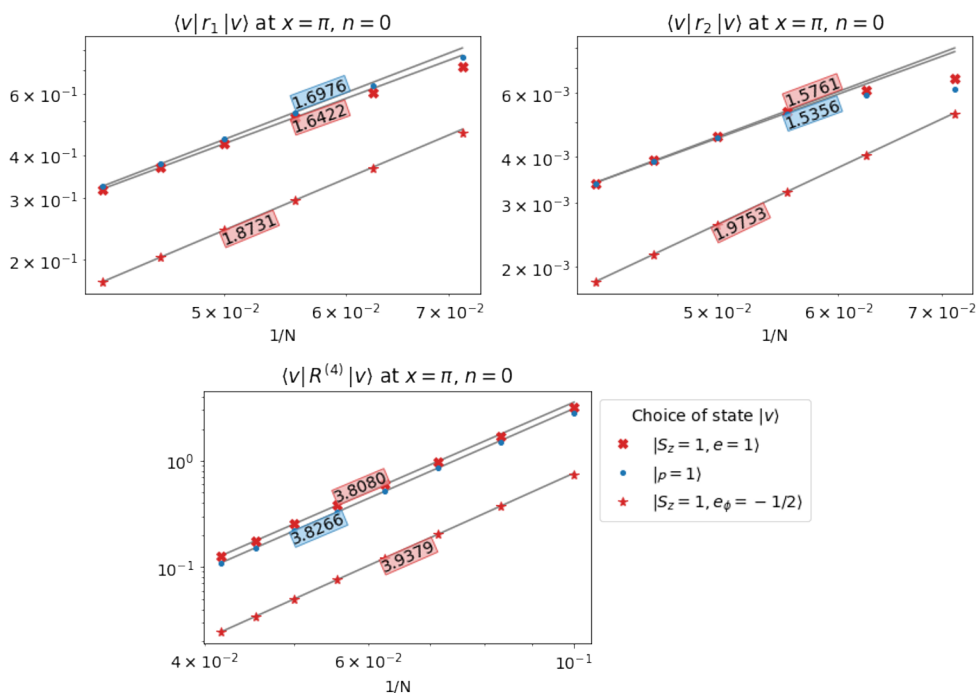 ⟨v| r₁ |v⟩ at x = π, n = 0
6 × 10⁻¹
4 × 10⁻¹
3 × 10⁻¹
2 × 10⁻¹
1.6976
1.6422
1.8731
5 × 10⁻²
6 × 10⁻²
7 × 10⁻²
1/N
⟨v| r₂ |v⟩ at x = π, n = 0
6 × 10⁻³
4 × 10⁻³
3 × 10⁻³
2 × 10⁻³
1.5761
1.5356
1.9753
5 × 10⁻²
6 × 10⁻²
7 × 10⁻²
1/N
⟨v| R⁽⁴⁾ |v⟩ at x = π, n = 0
10⁰
10⁻¹
3.8080
3.8266
3.9379
4 × 10⁻²
6 × 10⁻²
10⁻¹
1/N
Choice of state |v⟩
|S_z = 1, e = 1⟩
|ₚ = 1⟩
|S_z = 1, e_ϕ = − 1/2⟩